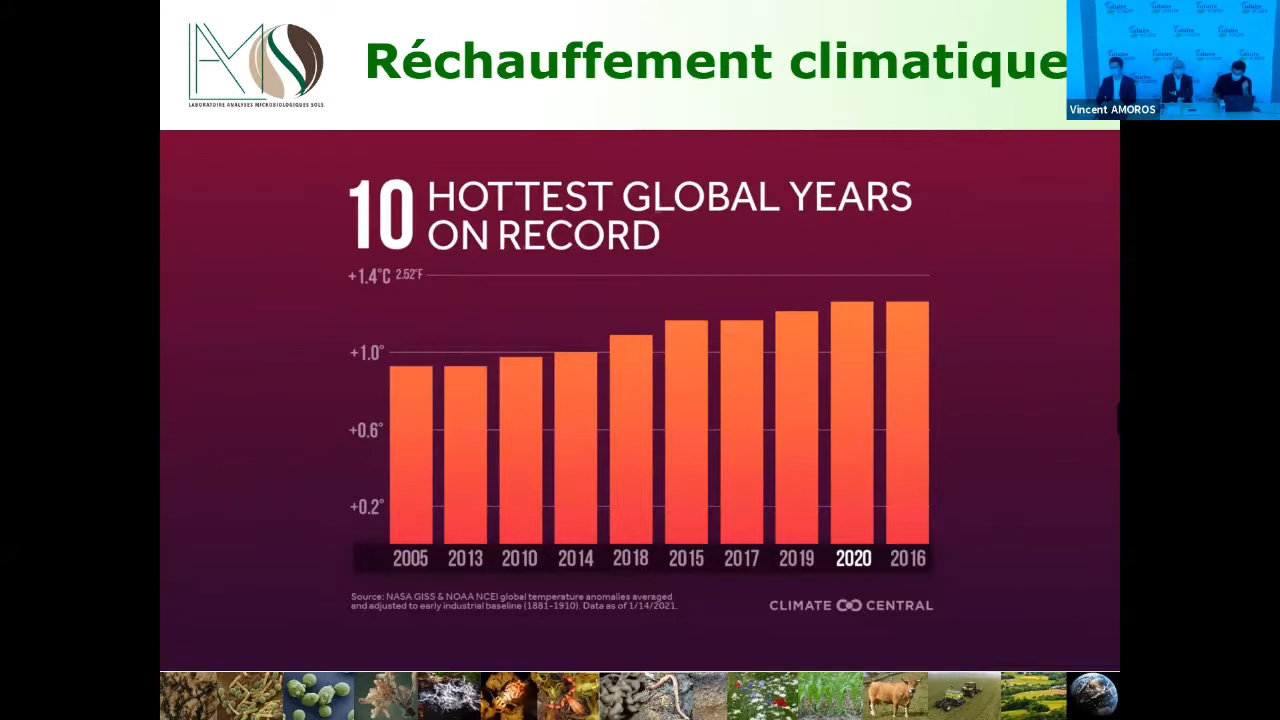 LAMS
LABORATOIRE ANALYSES MICROBIOLOGIQUES SOLS
Réchauffement climatique
Vincent AMOROS
10 HOTTEST GLOBAL YEARS
ON RECORD
+1.4°C 2.52°F
+1.0°
+0.6°
+0.2°
2005 2013 2010 2014 2018 2015 2017 2019 2020 2016
Source: NASA GISS & NOAA NCEI global temperature anomalies averaged
and adjusted to early industrial baseline (1881-1910). Data as of 1/14/2021.
CLIMATE CENTRAL